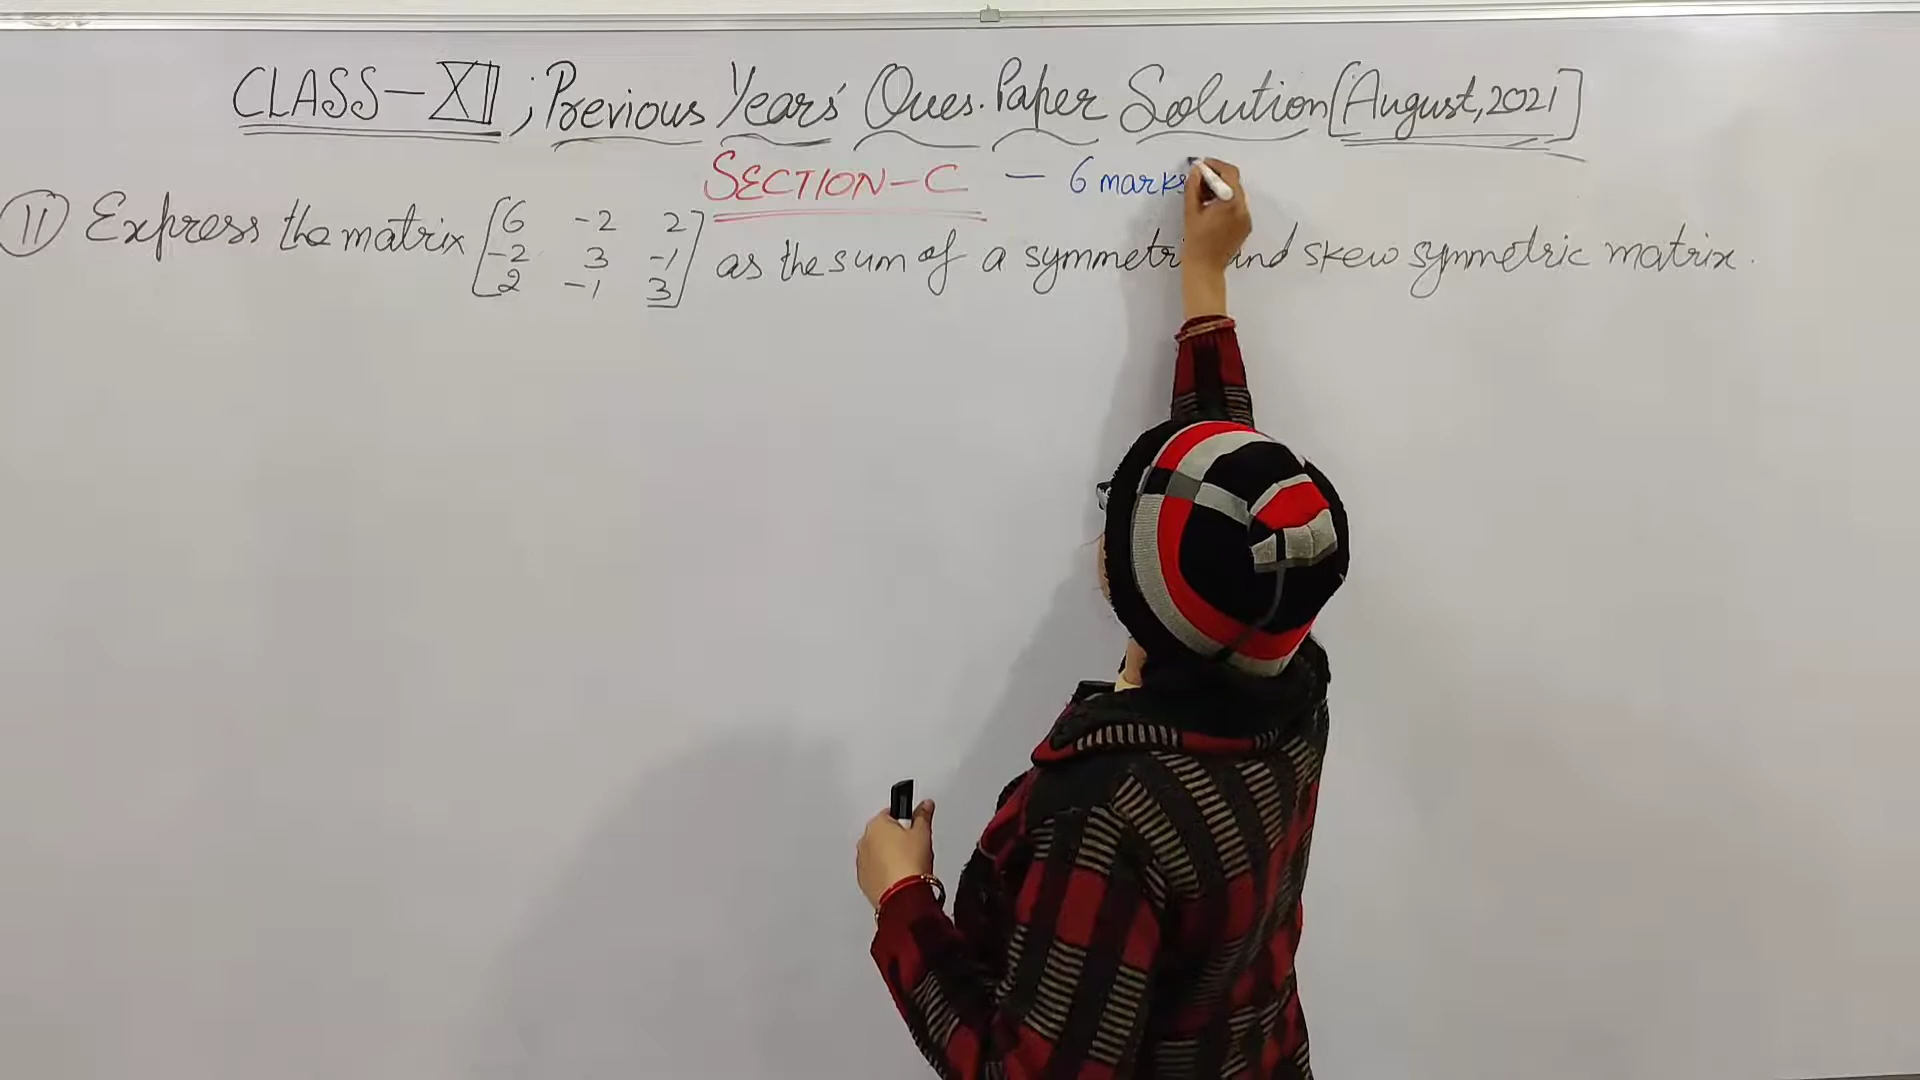 CLASS-XII; Previous Years' Ques. Paper Solution [August, 2021]
SECTION-C — 6 marks
11 Express the matrix [6 -2 2 as the sum of a symmetric and skew symmetric matrix.
-2 3 -1
2 -1 3]